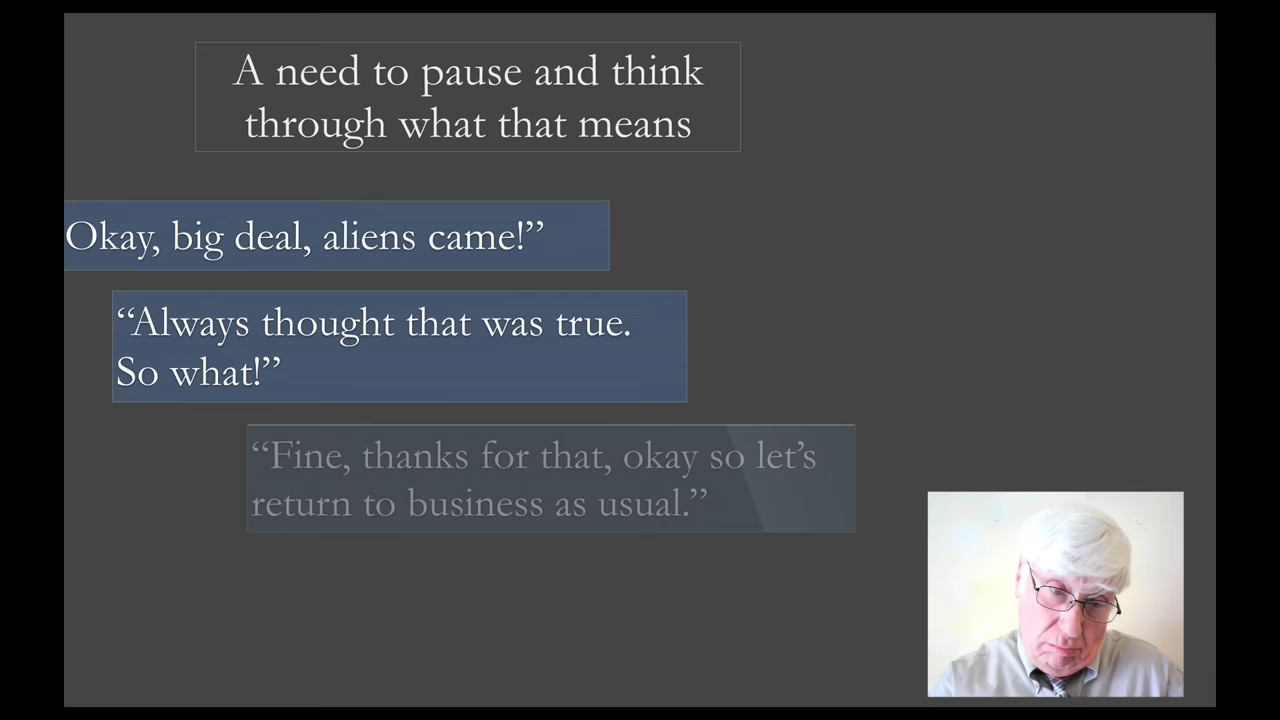 A need to pause and think
through what that means
Okay, big deal, aliens came!”
“Always thought that was true.
So what!”
“Fine, thanks for that, okay so let’s
return to business as usual.”